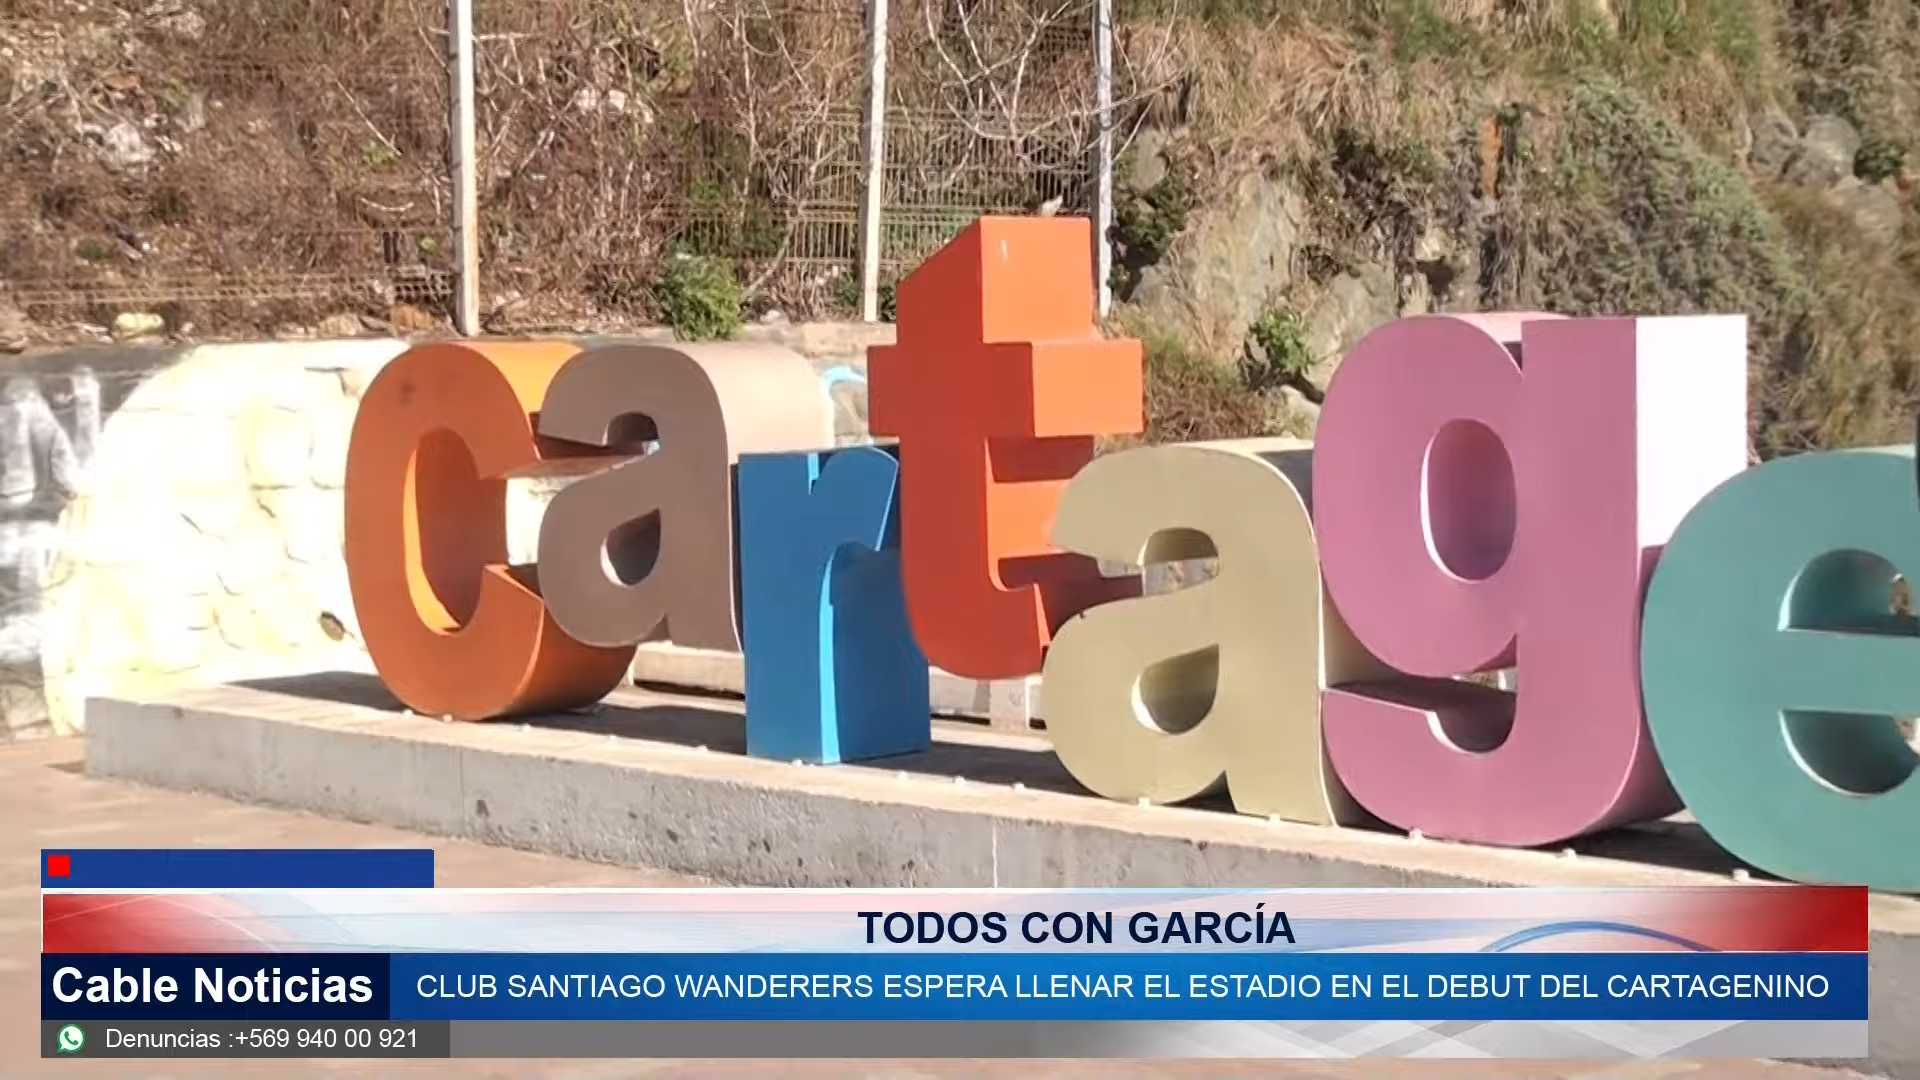 cartage
TODOS CON GARCÍA
Cable Noticias
CLUB SANTIAGO WANDERERS ESPERA LLENAR EL ESTADIO EN EL DEBUT DEL CARTAGENINO
Denuncias :+569 940 00 921